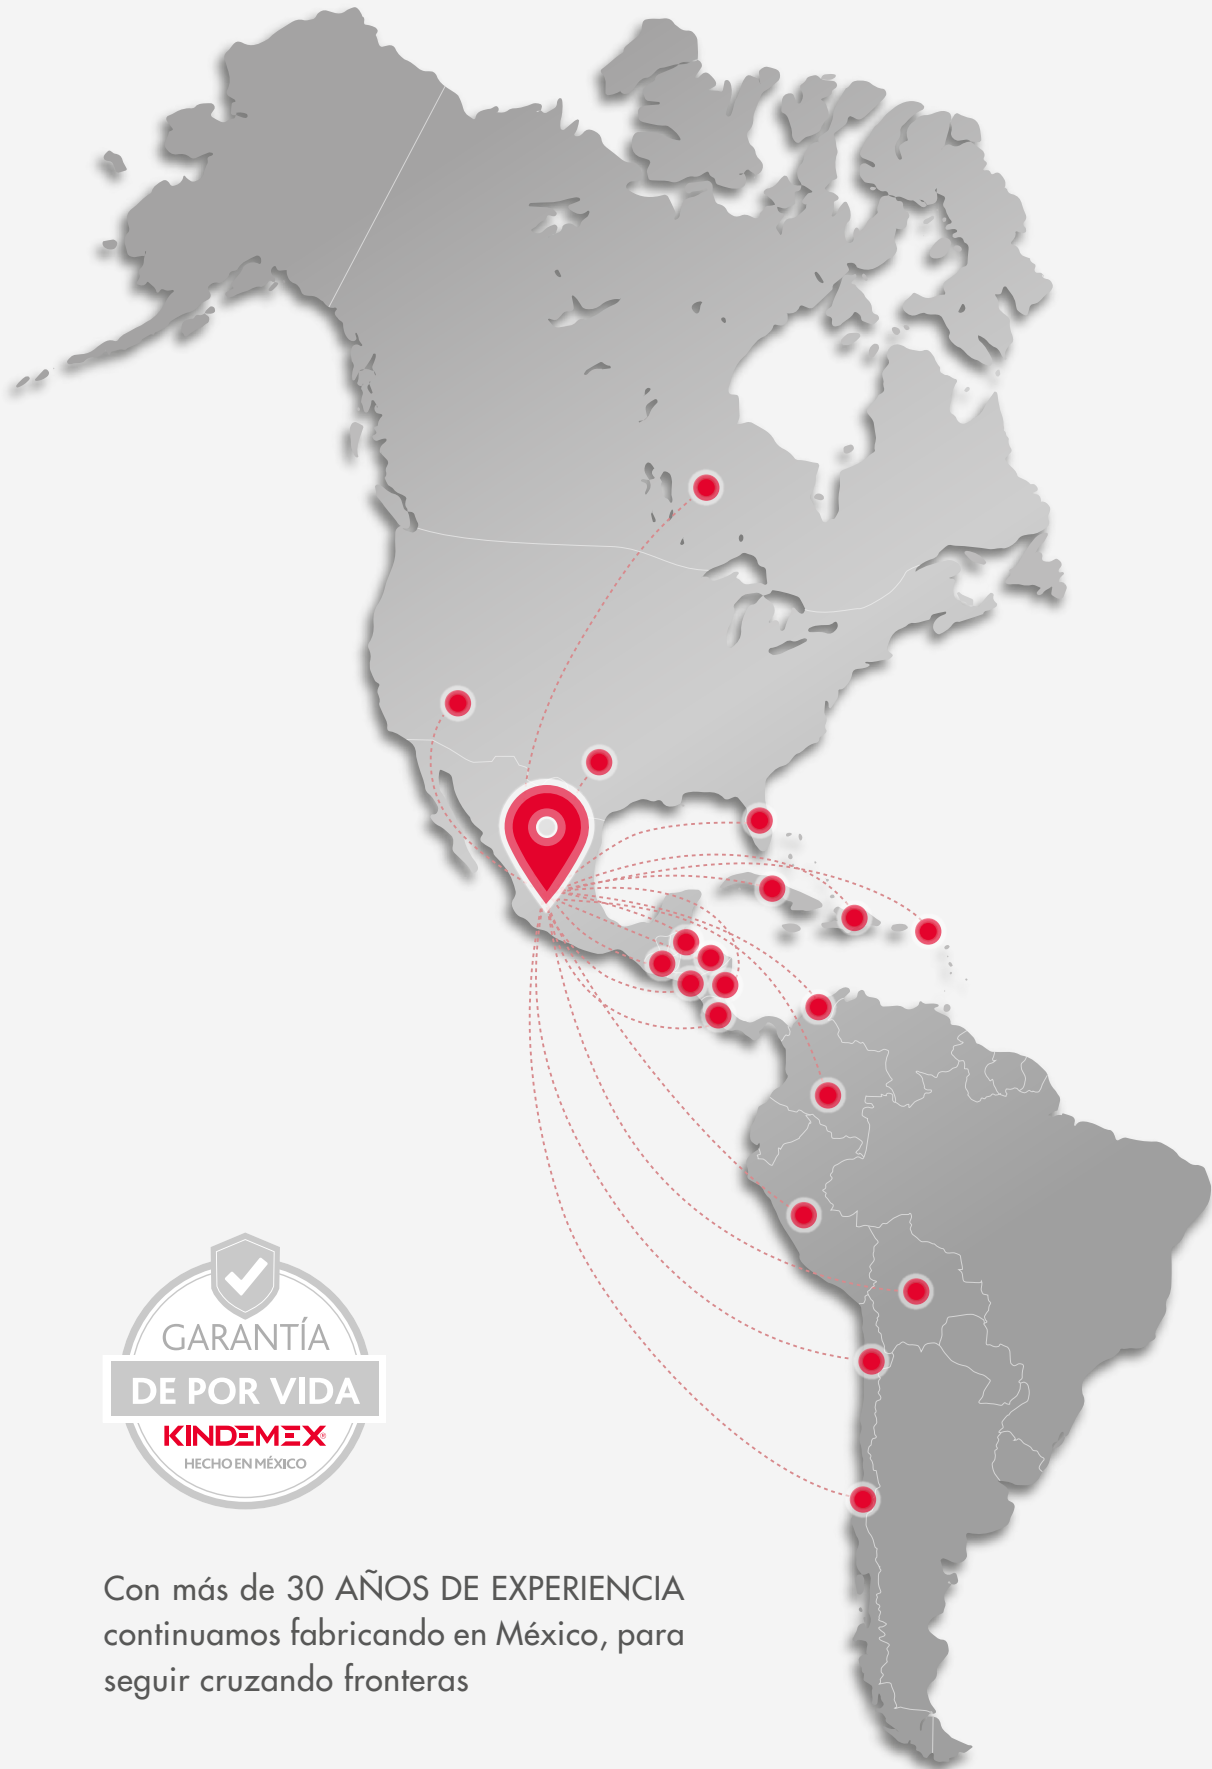 GARANTÍA
DE POR VIDA
KINDEMEX®
HECHO EN MÉXICO
Con más de 30 AÑOS DE EXPERIENCIA
continuamos fabricando en México, para
seguir cruzando fronteras